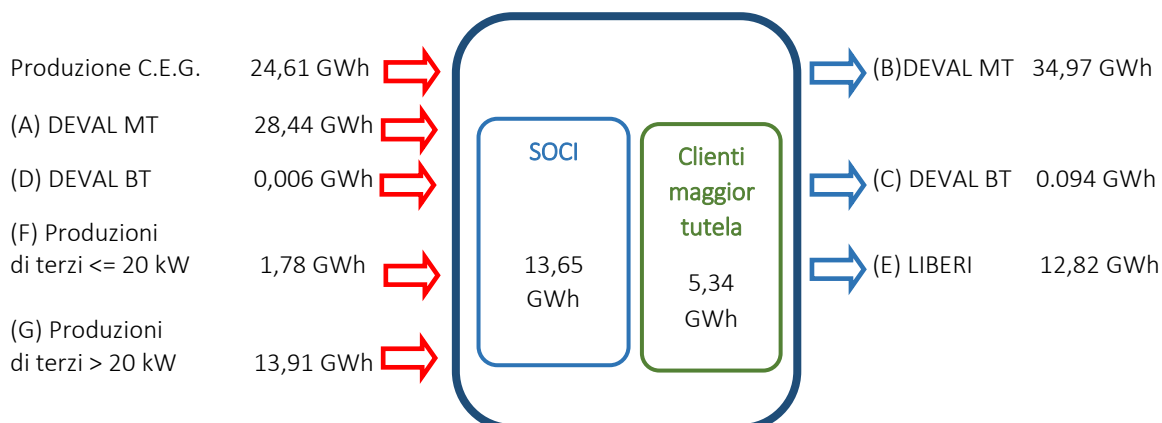 Produzione C.E.G. 24,61 GWh
(A) DEVAL MT 28,44 GWh
(D) DEVAL BT 0,006 GWh
(F) Produzioni
di terzi <= 20 kW 1,78 GWh
(G) Produzioni
di terzi > 20 kW 13,91 GWh
SOCI
13,65
GWh
Clienti
maggior
tutela
5,34
GWh
(B)DEVAL MT 34,97 GWh
(C) DEVAL BT 0.094 GWh
(E) LIBERI 12,82 GWh